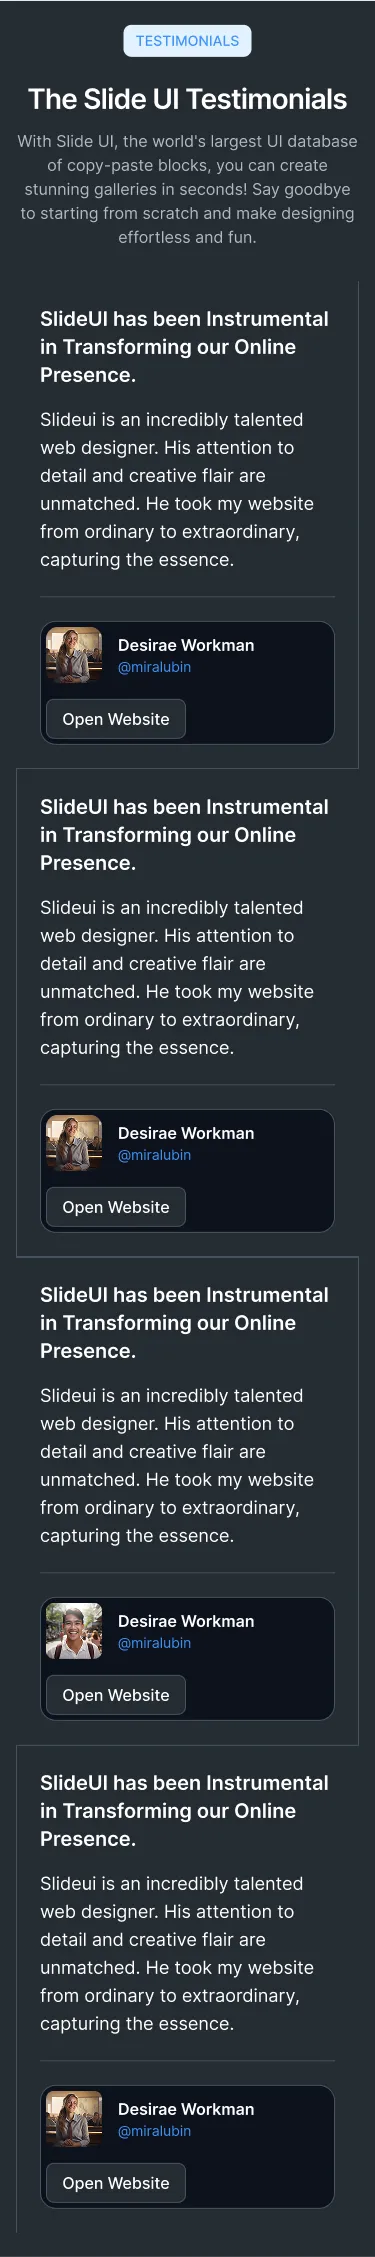 TESTIMONIALS
The Slide UI Testimonials
With Slide UI, the world's largest UI database
of copy-paste blocks, you can create
stunning galleries in seconds! Say goodbye
to starting from scratch and make designing
effortless and fun.
SlideUI has been Instrumental
in Transforming our Online
Presence.
Slideui is an incredibly talented
web designer. His attention to
detail and creative flair are
unmatched. He took my website
from ordinary to extraordinary,
capturing the essence.
Desirae Workman
@miralubin
Open Website
SlideUI has been Instrumental
in Transforming our Online
Presence.
Slideui is an incredibly talented
web designer. His attention to
detail and creative flair are
unmatched. He took my website
from ordinary to extraordinary,
capturing the essence.
Desirae Workman
@miralubin
Open Website
SlideUI has been Instrumental
in Transforming our Online
Presence.
Slideui is an incredibly talented
web designer. His attention to
detail and creative flair are
unmatched. He took my website
from ordinary to extraordinary,
capturing the essence.
Desirae Workman
@miralubin
Open Website
SlideUI has been Instrumental
in Transforming our Online
Presence.
Slideui is an incredibly talented
web designer. His attention to
detail and creative flair are
unmatched. He took my website
from ordinary to extraordinary,
capturing the essence.
Desirae Workman
@miralubin
Open Website